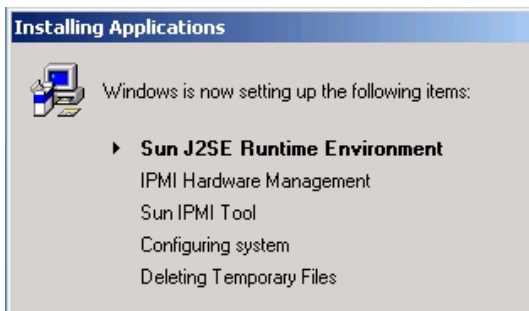 Installing Applications
Windows is now setting up the following items:
Sun J2SE Runtime Environment
IPMI Hardware Management
Sun IPMI Tool
Configuring system
Deleting Temporary Files